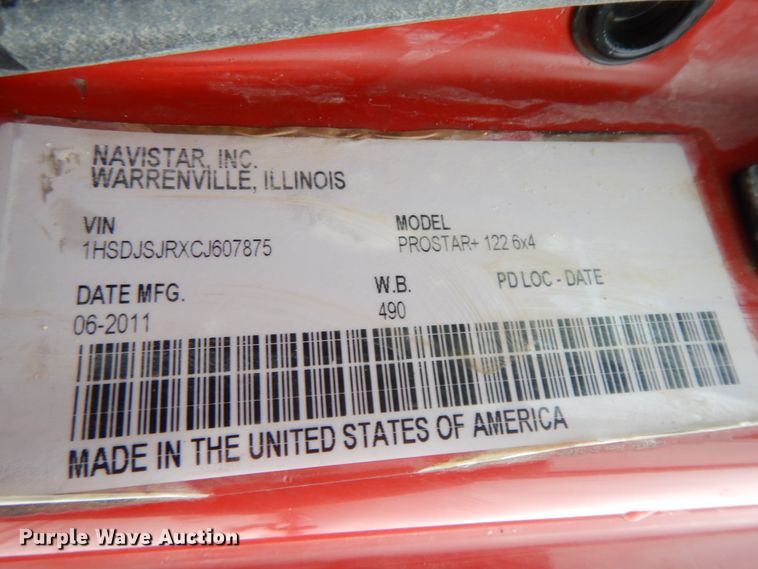 NAVISTAR, INC.
WARRENVILLE, ILLINOIS
VIN MODEL
1HSDJSJRXCJ607875 PROSTAR+ 122 6x4
DATE MFG. W.B. PD LOC - DATE
06-2011 490
MADE IN THE UNITED STATES OF AMERICA
Purple Wave Auction